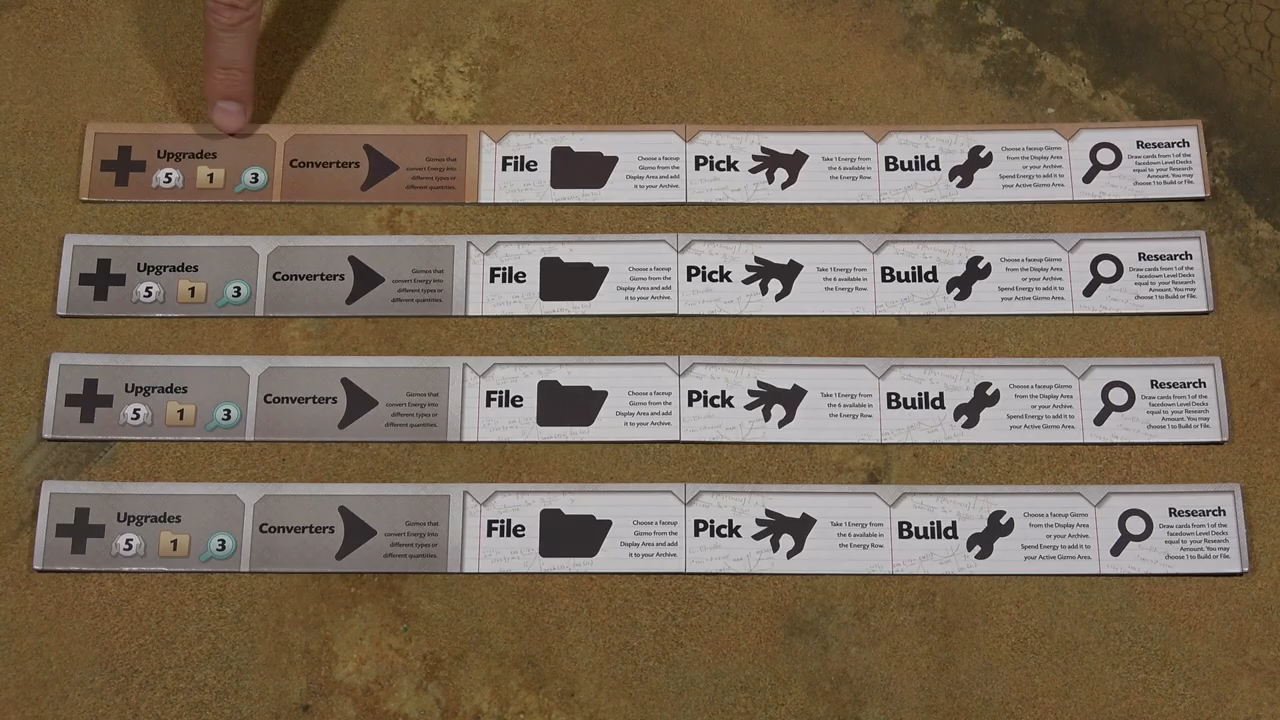 Upgrades
5 1 3
Converters
Gizmos that
convert Energy into
different types or
different quantities.
File
Choose a faceup
Gizmo from the
Display Area and add
it to your Archive.
Pick
Take 1 Energy from
the 6 available in
the Energy Row.
Build
Choose a faceup Gizmo
from the Display Area
or your Archive.
Spend Energy to add it to
your Active Gizmo Area.
Research
Draw cards from 1 of the
facedown Level Decks
equal to your Research
Amount. You may
choose 1 to Build or File.
Upgrades
5 1 3
Converters
Gizmos that
convert Energy into
different types or
different quantities.
File
Choose a faceup
Gizmo from the
Display Area and add
it to your Archive.
Pick
Take 1 Energy from
the 6 available in
the Energy Row.
Build
Choose a faceup Gizmo
from the Display Area
or your Archive.
Spend Energy to add it to
your Active Gizmo Area.
Research
Draw cards from 1 of the
facedown Level Decks
equal to your Research
Amount. You may
choose 1 to Build or File.
Upgrades
5 1 3
Converters
Gizmos that
convert Energy into
different types or
different quantities.
File
Choose a faceup
Gizmo from the
Display Area and add
it to your Archive.
Pick
Take 1 Energy from
the 6 available in
the Energy Row.
Build
Choose a faceup Gizmo
from the Display Area
or your Archive.
Spend Energy to add it to
your Active Gizmo Area.
Research
Draw cards from 1 of the
facedown Level Decks
equal to your Research
Amount. You may
choose 1 to Build or File.
Upgrades
5 1 3
Converters
Gizmos that
convert Energy into
different types or
different quantities.
File
Choose a faceup
Gizmo from the
Display Area and add
it to your Archive.
Pick
Take 1 Energy from
the 6 available in
the Energy Row.
Build
Choose a faceup Gizmo
from the Display Area
or your Archive.
Spend Energy to add it to
your Active Gizmo Area.
Research
Draw cards from 1 of the
facedown Level Decks
equal to your Research
Amount. You may
choose 1 to Build or File.